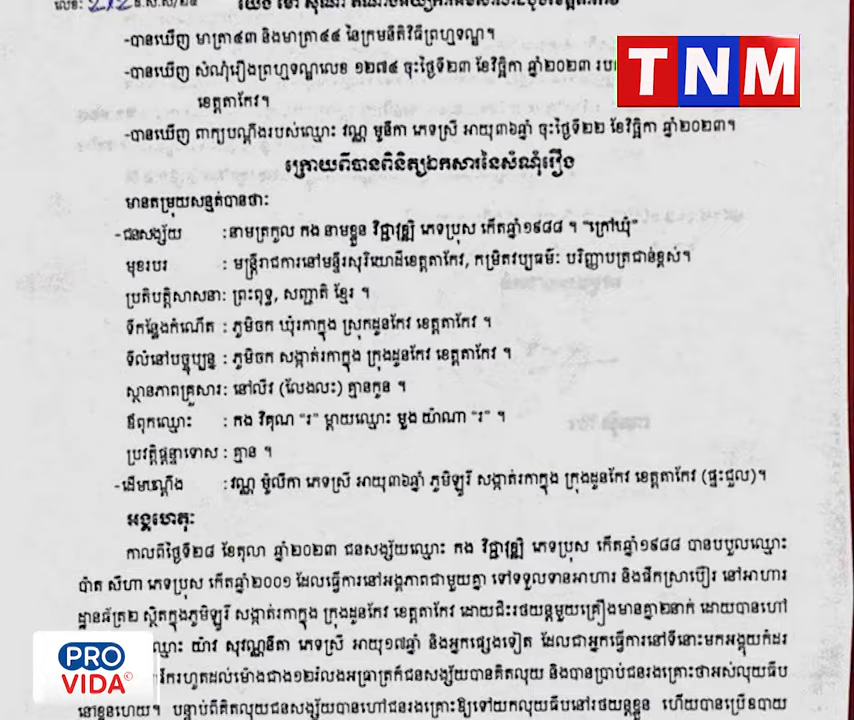 -បានឃើញ មាត្រា៤៣ និងមាត្រា៤៤ នៃក្រមនីតិវិធីព្រហ្មទណ្ឌ។
-បានឃើញ សំណុំរឿងព្រហ្មទណ្ឌលេខ ១២៧៤ ចុះថ្ងៃទី២៣ ខែវិច្ឆិកា ឆ្នាំ២០២៣
TNM
ខេត្តតាកែវ។
-បានឃើញ ពាក្យបណ្ដឹងរបស់ឈ្មោះ វណ្ណ ម៉ូនីកា ភេទស្រី អាយុ៣៦ឆ្នាំ ចុះថ្ងៃទី២២ ខែវិច្ឆិកា ឆ្នាំ២០២៣។
ក្រោយពីបានពិនិត្យឯកសារនៃសំណុំរឿង
មានតម្រុយសន្មត់បានថា:
-ជនសង្ស័យ : នាមត្រកូល កង នាមខ្លួន វិជ្ជាវុឌ្ឍិ ភេទប្រុស កើតឆ្នាំ១៩៨៨ ។ "ក្រៅឃុំ"
មុខរបរ : មន្ត្រីរាជការនៅមន្ទីរសុរិយោដីខេត្តតាកែវ, កម្រិតវប្បធម៌: បរិញ្ញាបត្រជាន់ខ្ពស់។
ប្រតិបត្តិសាសនា: ព្រះពុទ្ធ, សញ្ជាតិ ខ្មែរ ។
ទីកន្លែងកំណើត : ភូមិចក ឃុំរកាក្នុង ស្រុកដូនកែវ ខេត្តតាកែវ ។
ទីលំនៅបច្ចុប្បន្ន : ភូមិចក សង្កាត់រកាក្នុង ក្រុងដូនកែវ ខេត្តតាកែវ ។
ស្ថានភាពគ្រួសារ: នៅលីវ (លែងលះ) គ្មានកូន ។
ឪពុកឈ្មោះ : កង វិគុណ "រ" ម្ដាយឈ្មោះ មួង យ៉ាណា "រ" ។
ប្រវត្តិផ្ដន្ទាទោស : គ្មាន ។
-ដើមបណ្ដឹង : វណ្ណ ម៉ូលីកា ភេទស្រី អាយុ៣៦ឆ្នាំ ភូមិឡូរី សង្កាត់រកាក្នុង ក្រុងដូនកែវ ខេត្តតាកែវ (ផ្ទះជួល)។
អង្គហេតុ:
កាលពីថ្ងៃទី២៨ ខែតុលា ឆ្នាំ២០២៣ ជនសង្ស័យឈ្មោះ កង វិជ្ជាវុឌ្ឍិ ភេទប្រុស កើតឆ្នាំ១៩៨៨ បានបបួលឈ្មោះ
ប៉ាត សីហា ភេទប្រុស កើតឆ្នាំ២០០១ ដែលធ្វើការនៅអង្គភាពជាមួយគ្នា ទៅទទួលទានអាហារ និងផឹកស្រាបៀរ នៅអាហារ
ដ្ឋានឆ័ត្រ២ ស្ថិតក្នុងភូមិឡូរី សង្កាត់រកាក្នុង ក្រុងដូនកែវ ខេត្តតាកែវ ដោយជិះរថយន្តមួយគ្រឿងមានគ្នា២នាក់ ដោយបានហៅ
ឈ្មោះ យ៉ាវ សុវណ្ណនីតា ភេទស្រី អាយុ១៧ឆ្នាំ និងអ្នកផ្សេងទៀត ដែលជាអ្នកធ្វើការនៅទីនោះមកអង្គុយកំដរ
PRO VIDA
រហូតដល់ម៉ោងជាង១២រំលងអធ្រាត្រក៏ជនសង្ស័យបានគិតលុយ និងបានប្រាប់ជនរងគ្រោះថាអស់លុយធីប
នៅខ្លួនហើយ។ បន្ទាប់ពីគិតលុយជនសង្ស័យបានហៅជនរងគ្រោះឱ្យទៅយកលុយធីបនៅរថយន្តខ្លួន ហើយបានប្រើឧបាយ